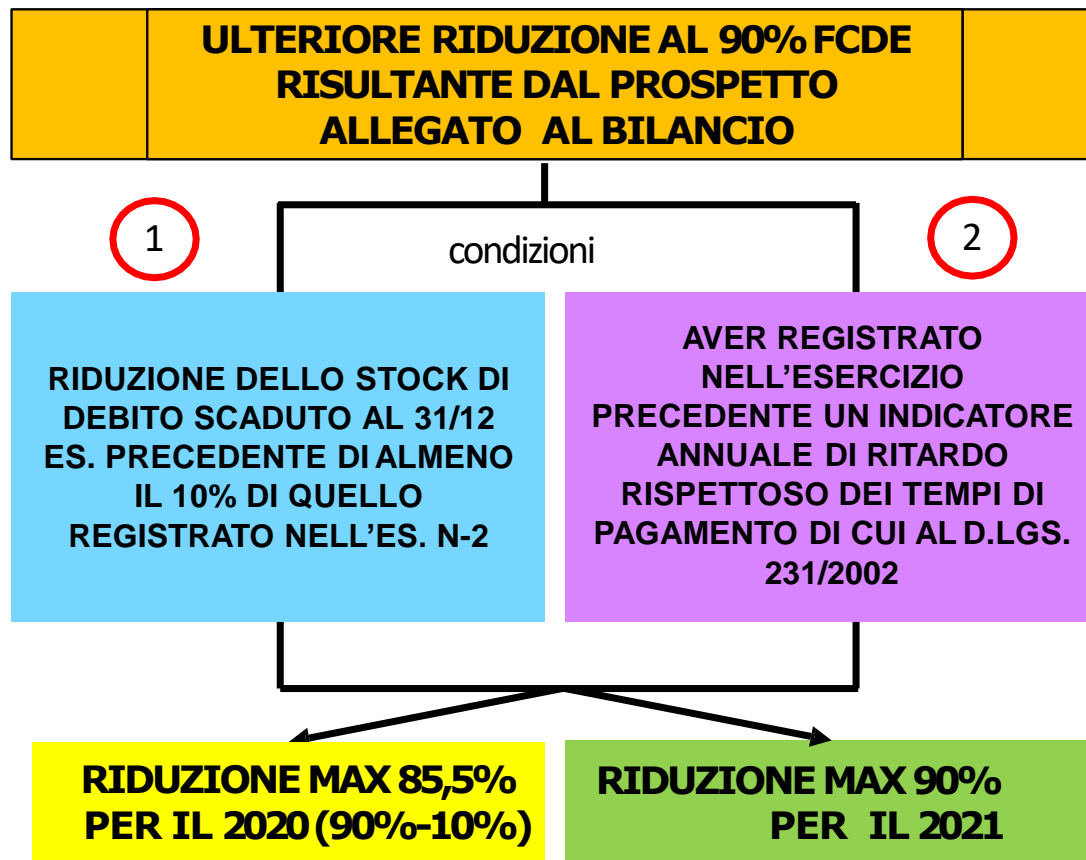 ULTERIORE RIDUZIONE AL 90% FCDE
RISULTANTE DAL PROSPETTO
ALLEGATO AL BILANCIO
1
condizioni
2
RIDUZIONE DELLO STOCK DI
DEBITO SCADUTO AL 31/12
ES. PRECEDENTE DI ALMENO
IL 10% DI QUELLO
REGISTRATO NELL’ES. N-2
AVER REGISTRATO
NELL’ESERCIZIO
PRECEDENTE UN INDICATORE
ANNUALE DI RITARDO
RISPETTOSO DEI TEMPI DI
PAGAMENTO DI CUI AL D.LGS.
231/2002
RIDUZIONE MAX 85,5%
PER IL 2020 (90%-10%)
RIDUZIONE MAX 90%
PER IL 2021